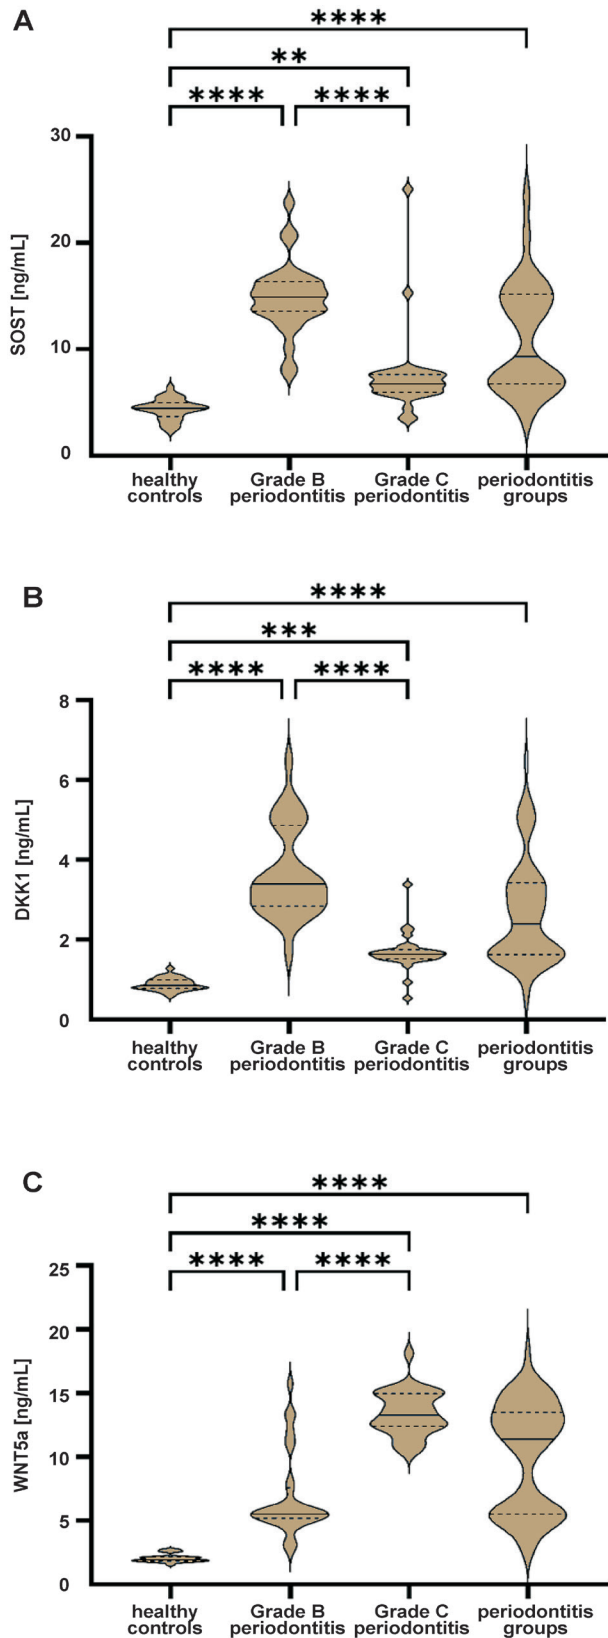 A
****
**
**** ****
30
20
10
0
SOST [ng/mL]
healthy controls
Grade B periodontitis
Grade C periodontitis
periodontitis groups
B
****
***
**** ****
8
6
4
2
0
DKK1 [ng/mL]
healthy controls
Grade B periodontitis
Grade C periodontitis
periodontitis groups
C
****
****
**** ****
25
20
15
10
5
0
WNT5a [ng/mL]
healthy controls
Grade B periodontitis
Grade C periodontitis
periodontitis groups